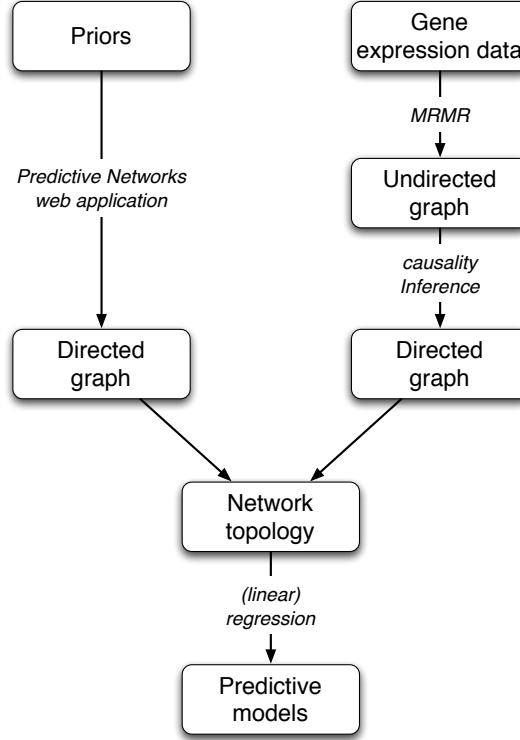 Priors
Gene
expression data
MRMR
Predictive Networks
web application
Undirected
graph
causality
Inference
Directed
graph
Directed
graph
Network
topology
(linear)
regression
Predictive
models